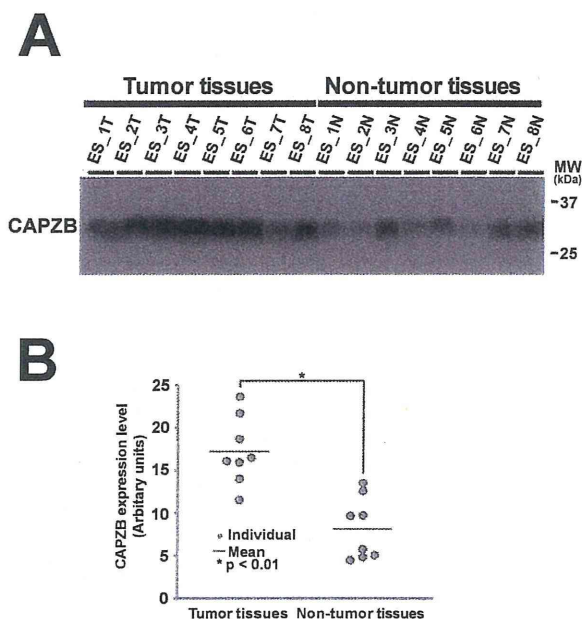 A
Tumor tissues Non-tumor tissues
ES_1T ES_2T ES_3T ES_4T ES_5T ES_6T ES_7T ES_8T ES_1N ES_2N ES_3N ES_4N ES_5N ES_6N ES_7N ES_8N
MW
(kDa)
-37
CAPZB
-25
B
*
25
20
15
10
5
0
CAPZB expression level
(Arbitary units)
Individual
Mean
* p < 0.01
Tumor tissues Non-tumor tissues